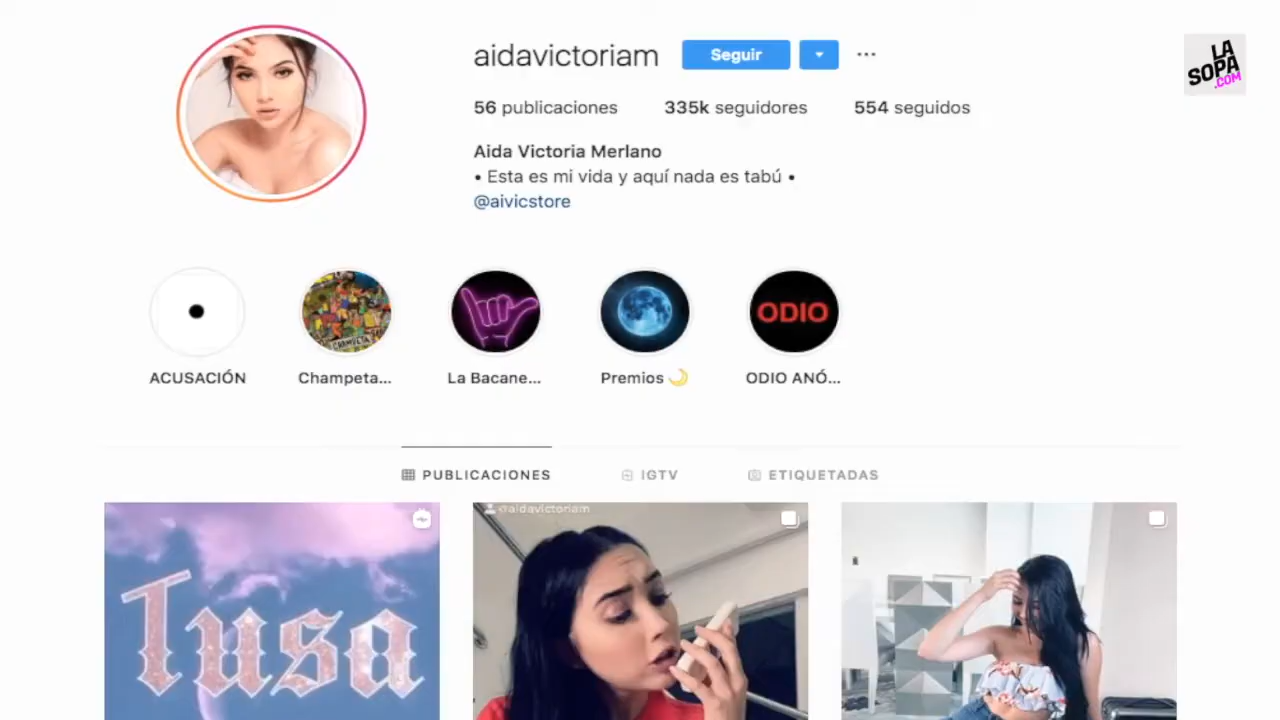 aidavictoriam Seguir
LA
SOPA
.COM
56 publicaciones 335k seguidores 554 seguidos
Aida Victoria Merlano
• Esta es mi vida y aquí nada es tabú •
@aivicstore
ODIO
CHAMPETA
ACUSACIÓN Champeta... La Bacane... Premios 🌙 ODIO ANÓ...
PUBLICACIONES IGTV ETIQUETADAS
@aidavictoriam
Tusa